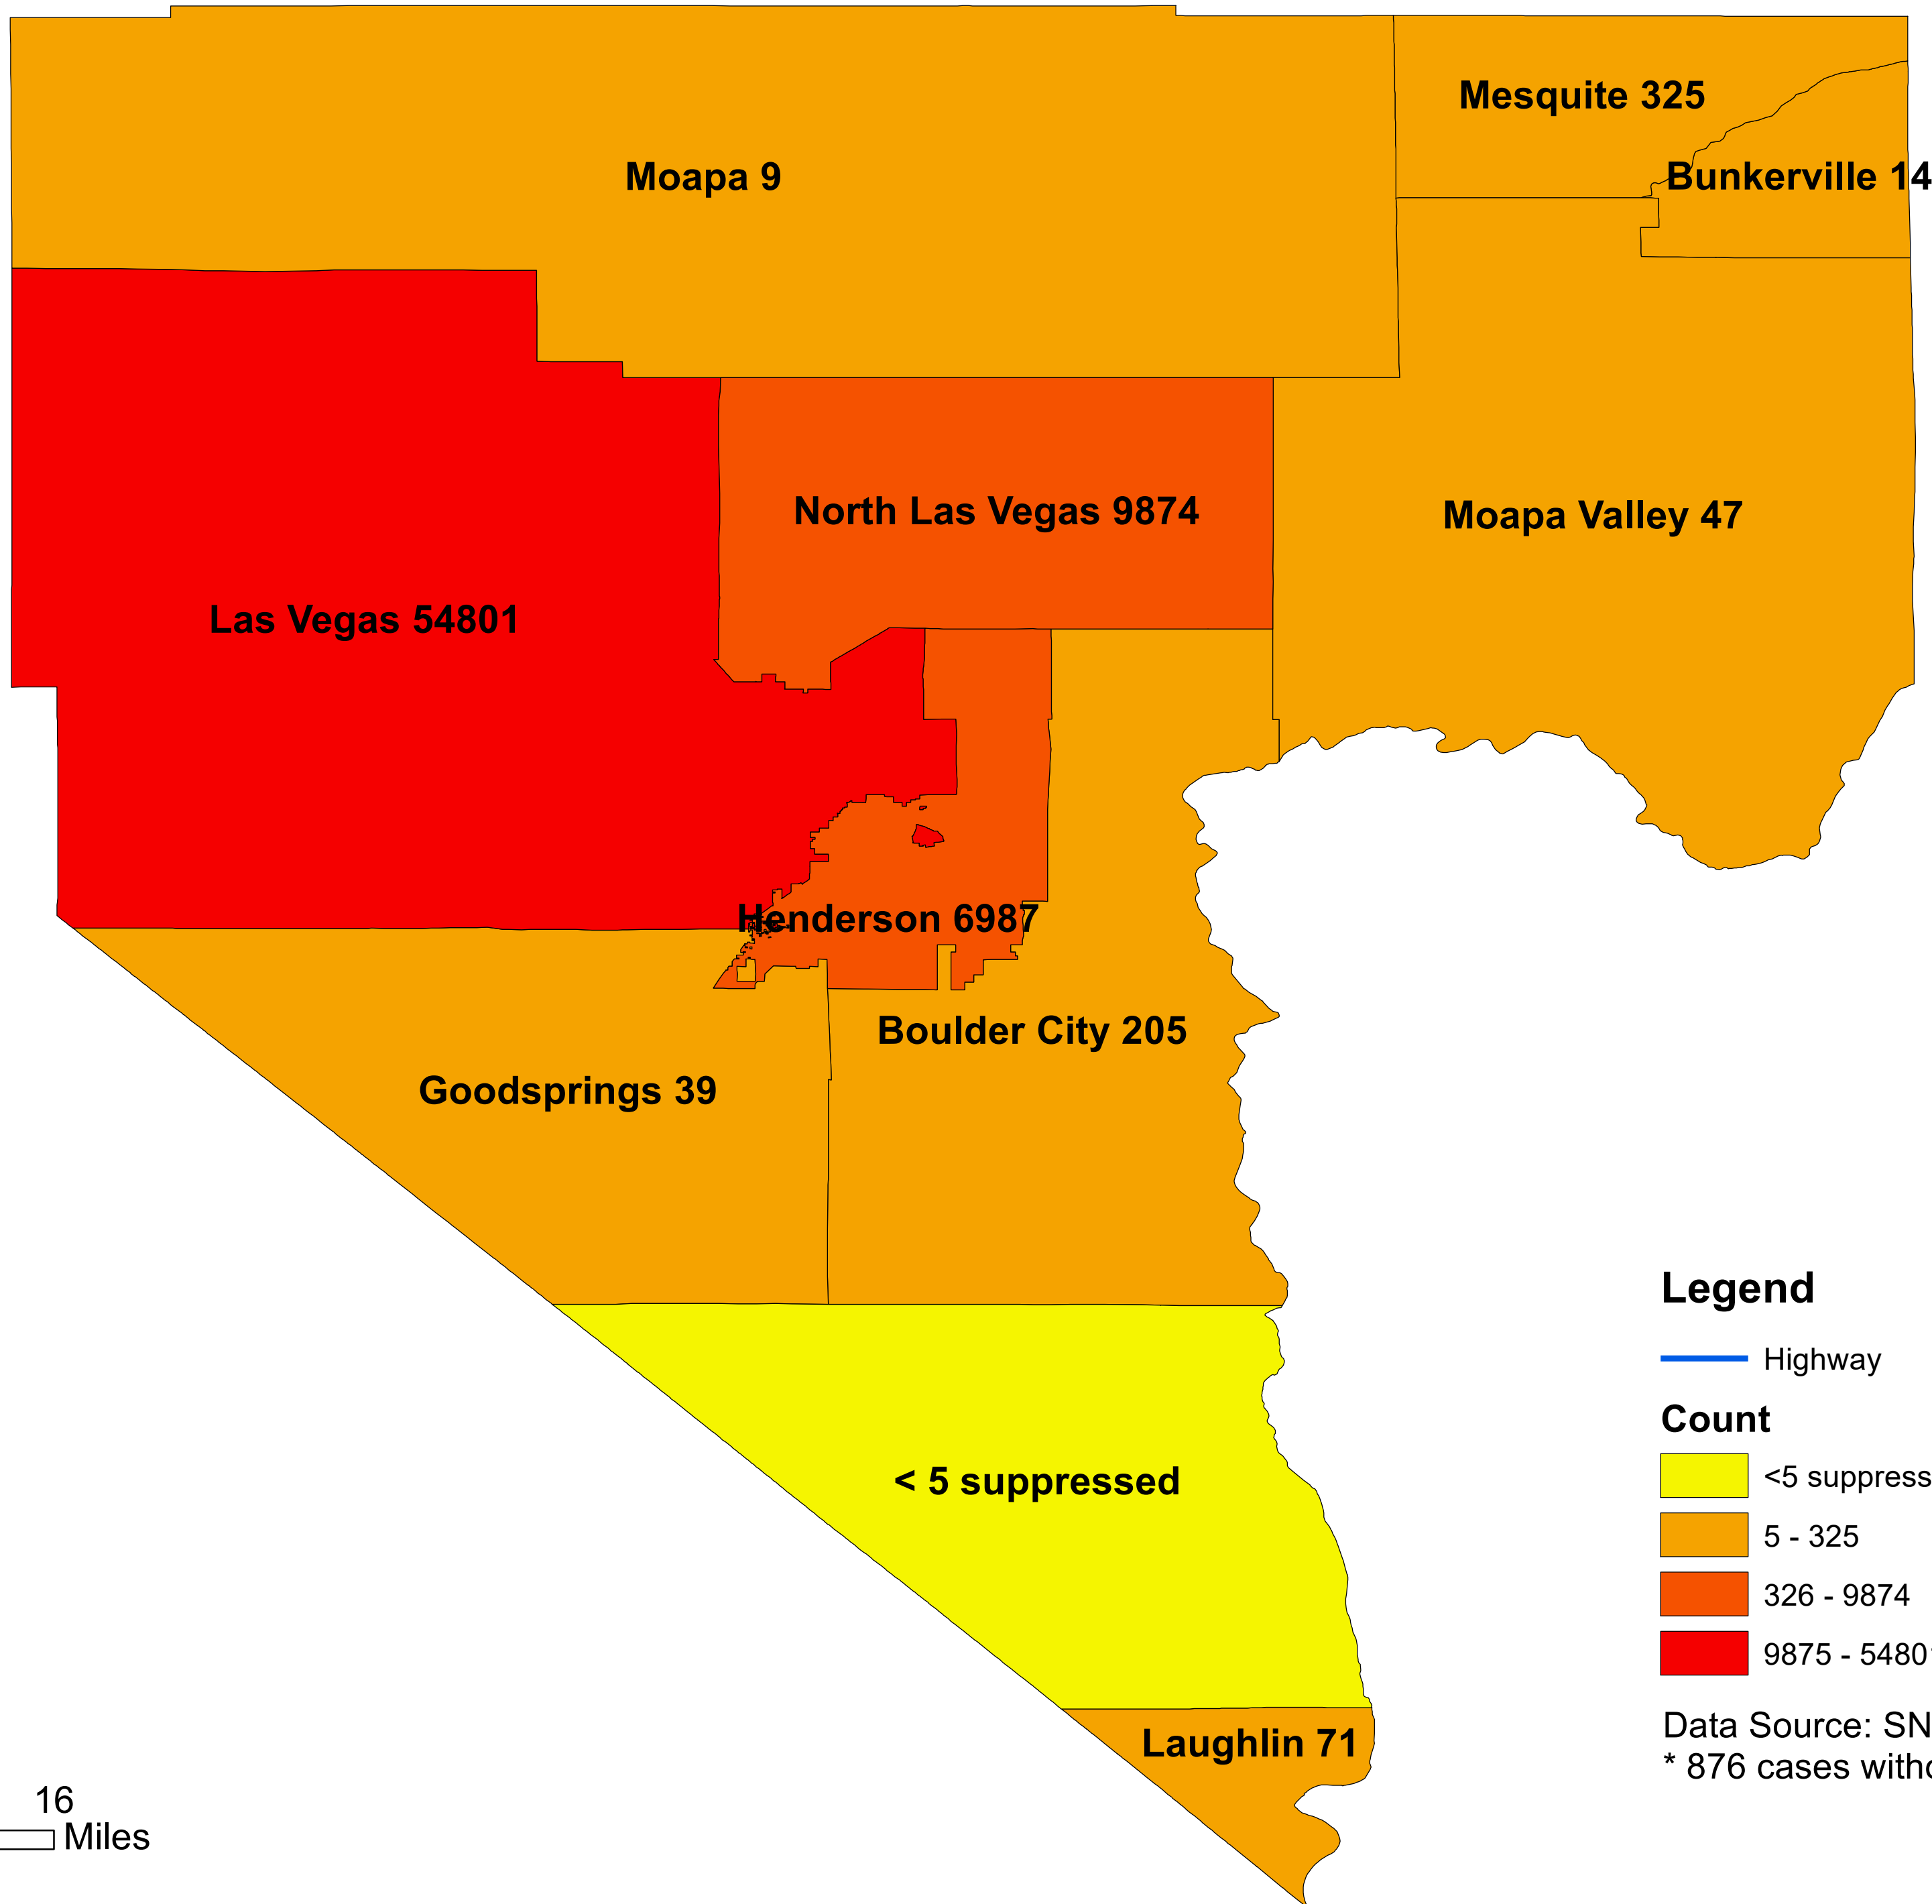 Mesquite 325
Moapa 9
Bunkerville 14
North Las Vegas 9874
Moapa Valley 47
Las Vegas 54801
Henderson 6987
Boulder City 205
Goodsprings 39
< 5 suppressed
Laughlin 71
Legend
Highway
Count
<5 suppress
5 - 325
326 - 9874
9875 - 5480
Data Source: SN
* 876 cases witho
16
Miles